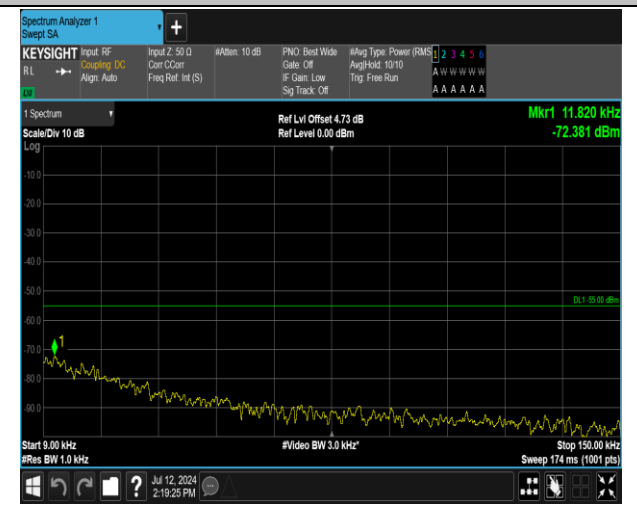 Spectrum Analyzer 1
Swept SA
+
KEYSIGHT Input: RF Input Z: 50 Ω #Atten: 10 dB PNO: Best Wide #Avg Type: Power (RMS 1 2 3 4 5 6
RL Coupling: DC Corr CCorr Gate: Off Avg|Hold: 10/10 A W W W W W
Align: Auto Freq Ref: Int (S) IF Gain: Low Trig: Free Run
Sig Track: Off A A A A A A
1 Spectrum Ref Lvl Offset 4.73 dB Mkr1 11.820 kHz
Scale/Div 10 dB Ref Level 0.00 dBm -72.381 dBm
Log
-10.0
-20.0
-30.0
-40.0
-50.0
DL1 -55.00 dBm
-60.0
-70.0 1
-80.0
-90.0
Start 9.00 kHz #Video BW 3.0 kHz* Stop 150.00 kHz
#Res BW 1.0 kHz Sweep 174 ms (1001 pts)
? Jul 12, 2024
2:19:25 PM